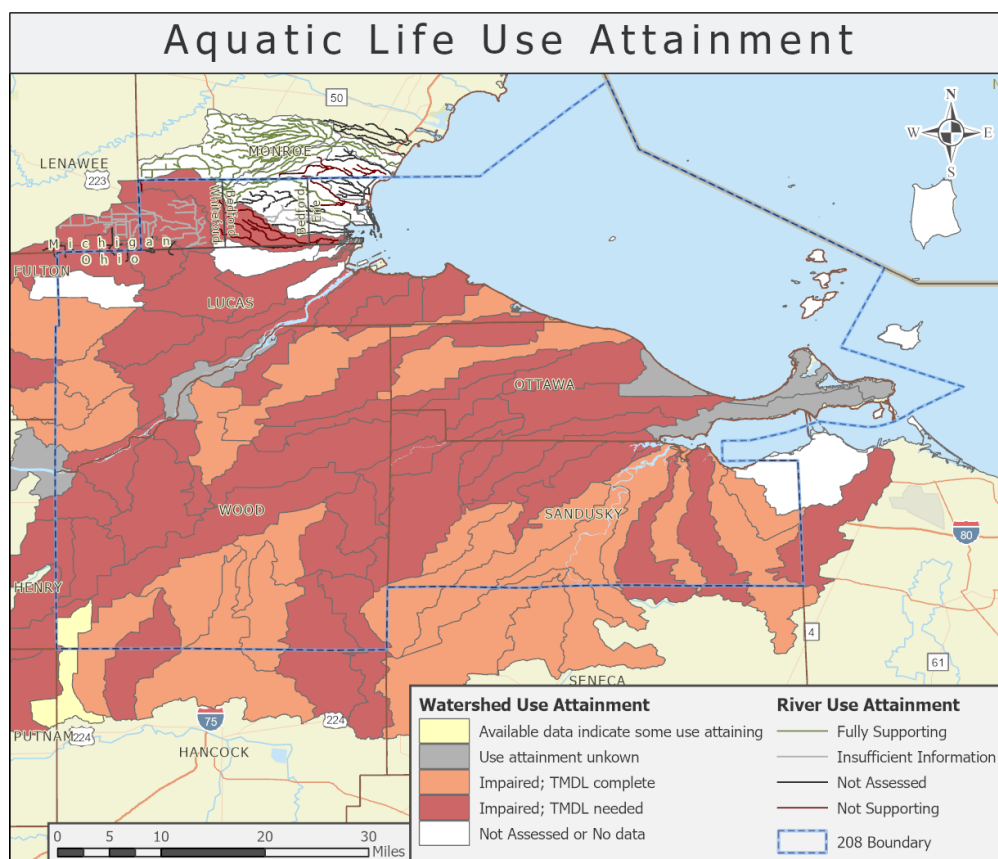 Aquatic Life Use Attainment
N
W E
S
50
MONROE
LENAWEE
223
Whiteford
Bedford
Bedford
Erie
Michigan
Ohio
FULTON
LUCAS
OTTAWA
WOOD
SANDUSKY
80
HENRY
4
61
SENECA
75
224
PUTNAM
224
HANCOCK
Watershed Use Attainment
Available data indicate some use attaining
Use attainment unkown
Impaired; TMDL complete
Impaired; TMDL needed
Not Assessed or No data
River Use Attainment
Fully Supporting
Insufficient Information
Not Assessed
Not Supporting
208 Boundary
0 5 10 20 30
Miles